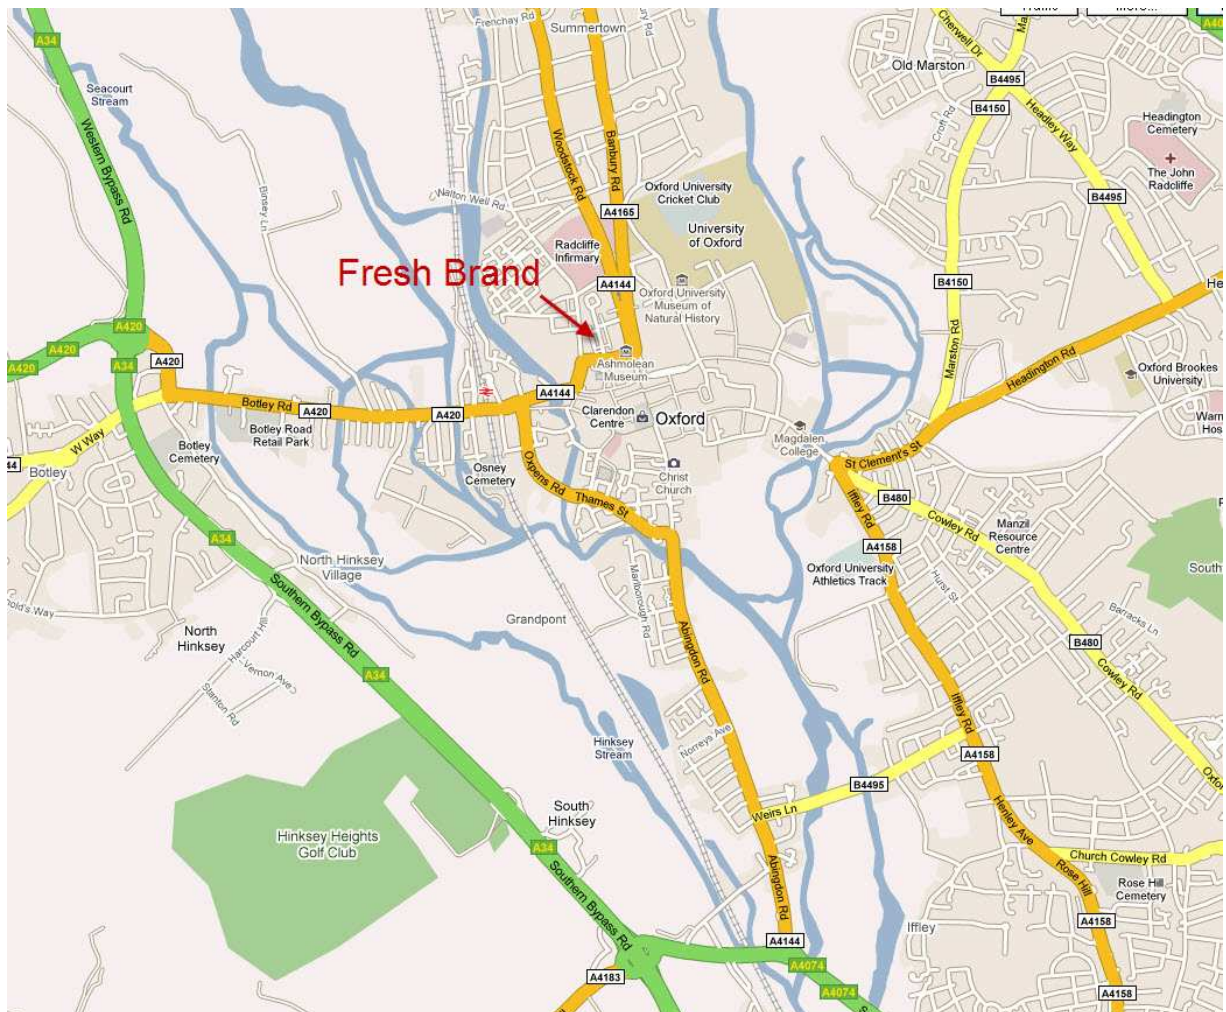 A34
Frenchay Rd
Summertown
Cherwell Dr
Old Marston
B4495
Seacourt
Stream
B4150
Headley Way
Croft Rd
Headington
Cemetery
The John
Radcliffe
Western Bypass Rd
Woodstock Rd
Banbury Rd
Binsey Ln
Nalton Well Rd
Oxford University
Cricket Club
B4495
A4165
University
of Oxford
Radcliffe
Infirmary
Fresh Brand
A4144
Oxford University
Museum of
Natural History
B4150
Marston Rd
A420
A420
A34
A420
A420
Ashmolean
Museum
Headington Rd
Oxford Brookes
University
A4144
Botley Rd
A420
A420
Botley Road
Retail Park
Clarendon
Centre
Oxford
Magdalen
College
W Way
Botley
Botley
Cemetery
Osney
Cemetery
Oxpens Rd
Thames St
Christ
Church
St Clement's St
Iffley Rd
B480
Cowley Rd
Manzil
Resource
Centre
A34
A4158
Oxford University
Athletics Track
North Hinksey
Village
Marlborough Rd
Hurst St
Southern Bypass Rd
Grandpont
Barracks Ln
North
Hinksey
Harcourt Hill
Vernon Ave
Stanton Rd
A34
Abingdon Rd
B480
Cowley Rd
Iffley Rd
Hinksey
Stream
Norreys Ave
A4158
B4495
Weirs Ln
South
Hinksey
Hinksey Heights
Golf Club
A34
Henley Ave
Church Cowley Rd
Southern Bypass Rd
Abingdon Rd
Rose Hill
Rose Hill
Cemetery
A4158
Iffley
A4144
A4074
A4183
A4074
A4158